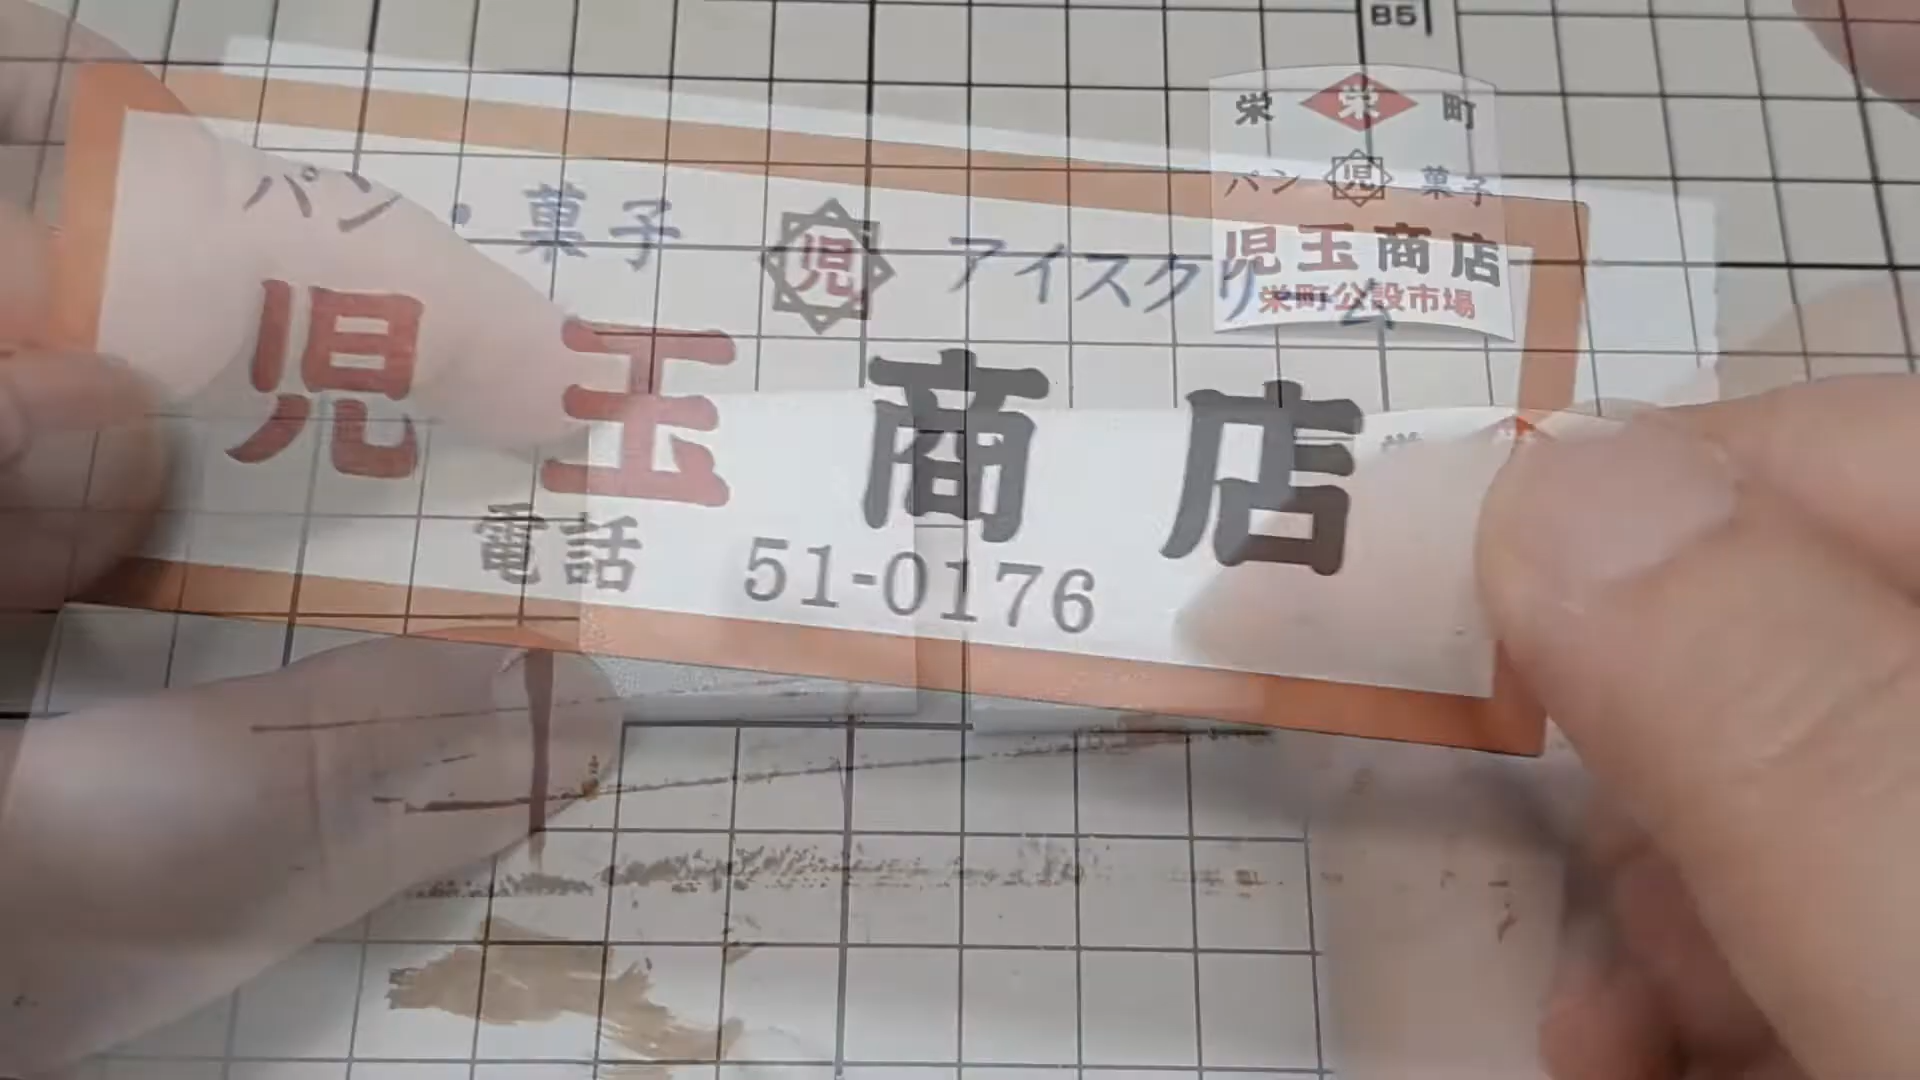 B5
栄 栄 町
パン 児 菓子
児玉商店
栄町公設市場
パン・菓子 児 アイスクリーム
児玉商店
電話 51-0176